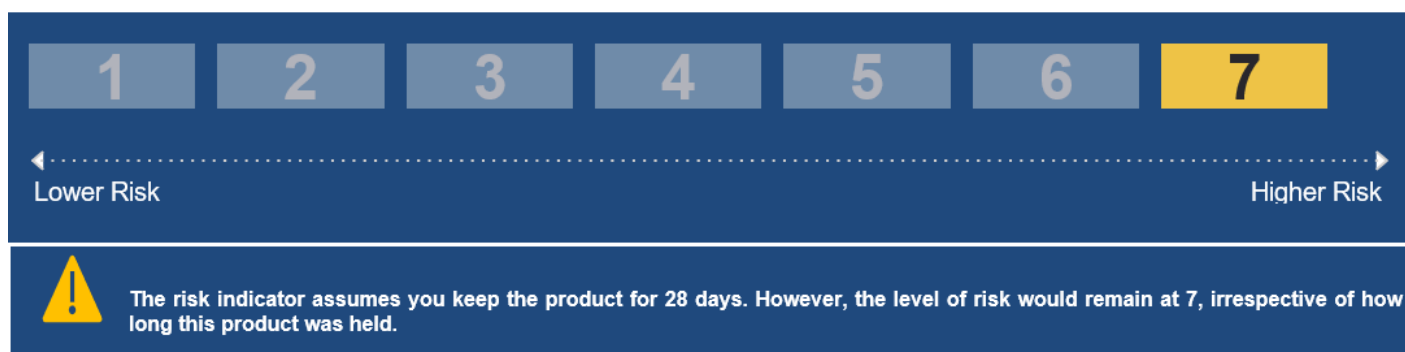 1 2 3 4 5 6 7
Lower Risk Higher Risk
The risk indicator assumes you keep the product for 28 days. However, the level of risk would remain at 7, irrespective of how
long this product was held.